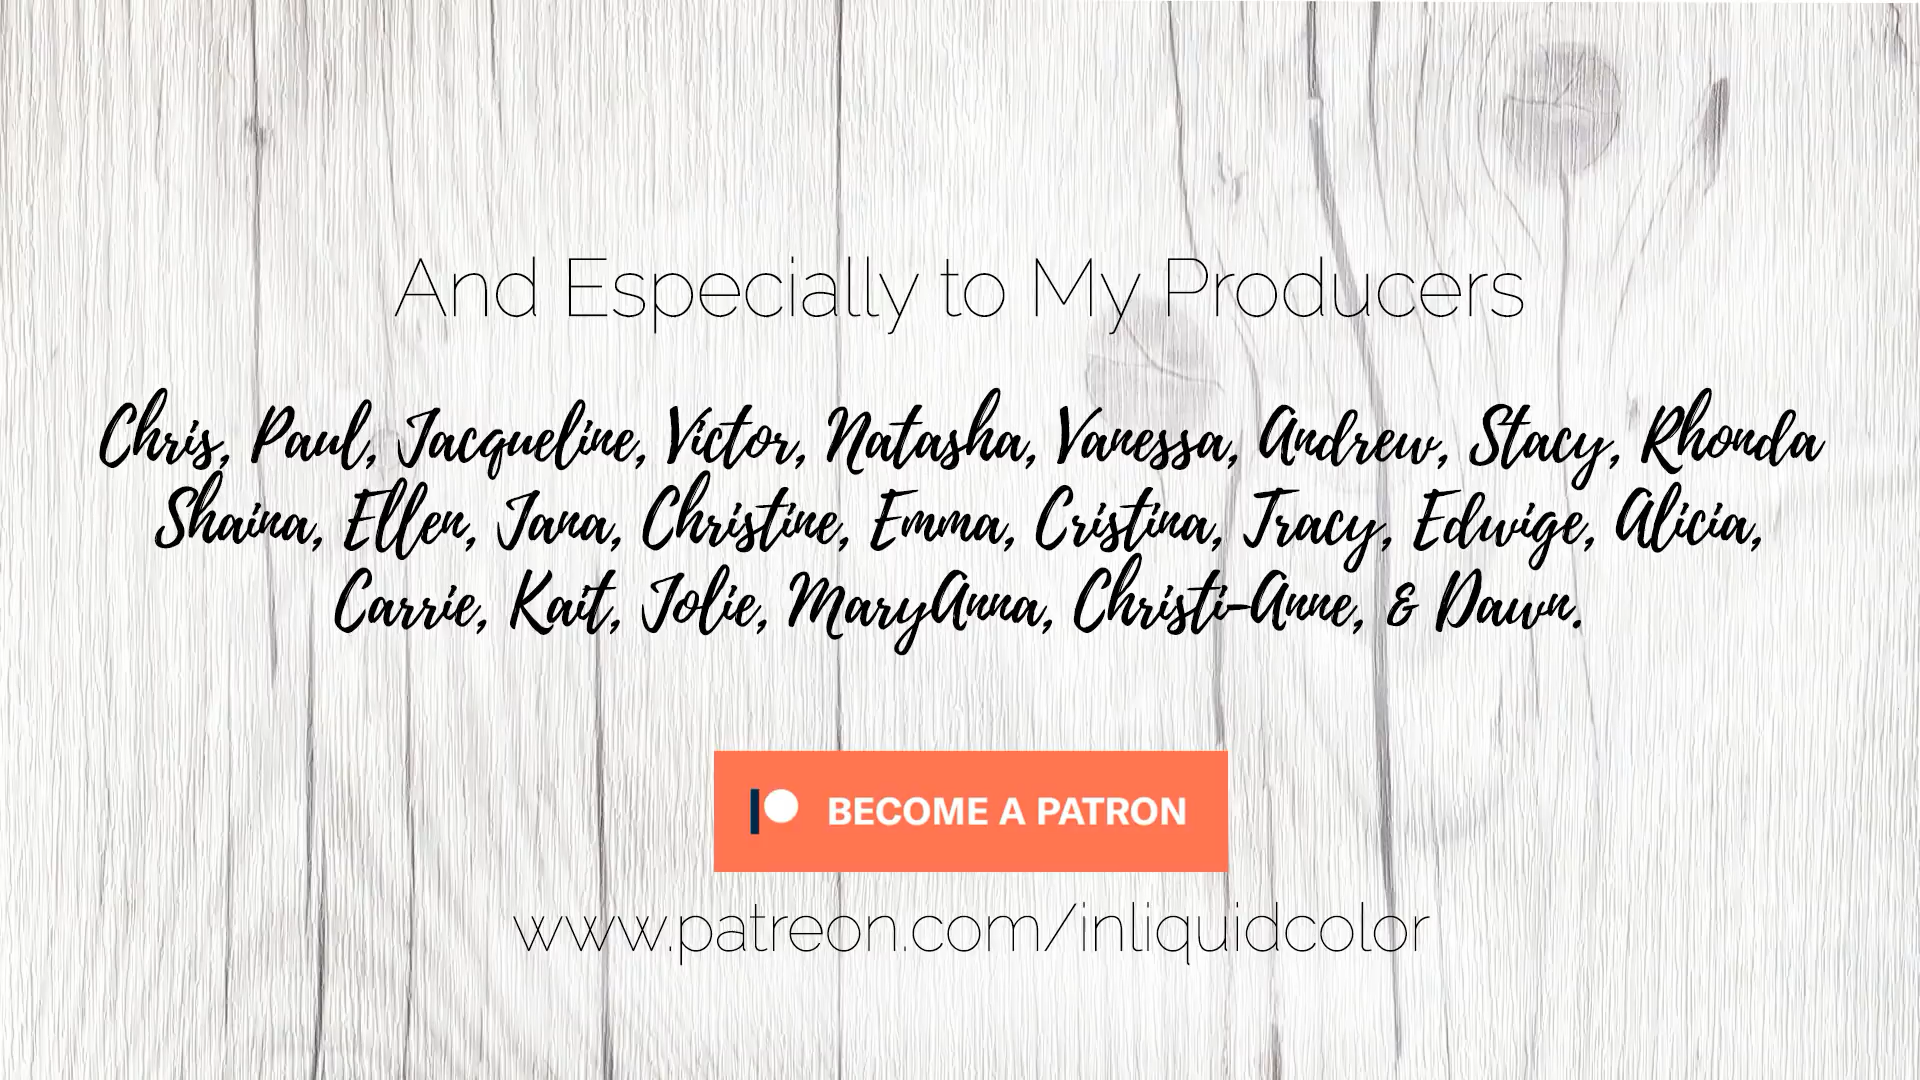 And Especially to My Producers
Chris, Paul, Jacqueline, Victor, Natasha, Vanessa, Andrew, Stacy, Rhonda
Shaina, Ellen, Jana, Christine, Emma, Cristina, Tracy, Edwige, Alicia,
Carrie, Kait, Jolie, MaryAnna, Christi-Anne, & Dawn.
BECOME A PATRON
www.patreon.com/inliquidcolor